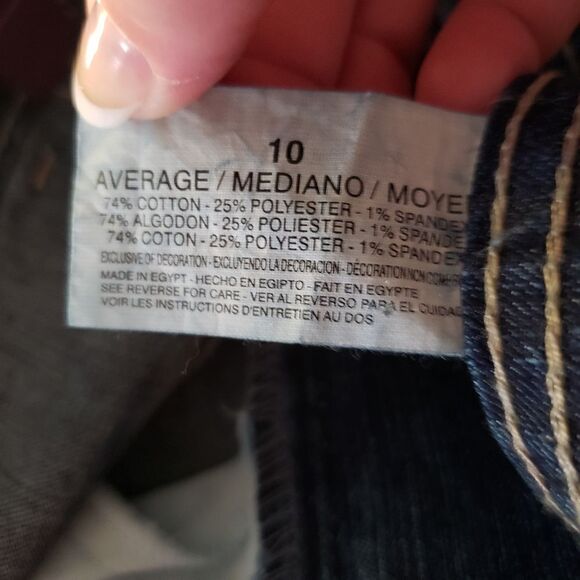 10
AVERAGE / MEDIANO / MOYE
74% COTTON - 25% POLYESTER - 1% SPANDEX
74% ALGODON - 25% POLIESTER - 1% SPANDE
74% COTON - 25% POLYESTER - 1% SPANDEX
EXCLUSIVE OF DECORATION - EXCLUYENDO LA DECORACION - DÉCORATION NON
MADE IN EGYPT - HECHO EN EGIPTO - FAIT EN EGYPTE
SEE REVERSE FOR CARE - VER AL REVERSO PARA EL CUIDAD
VOIR LES INSTRUCTIONS D'ENTRETIEN AU DOS